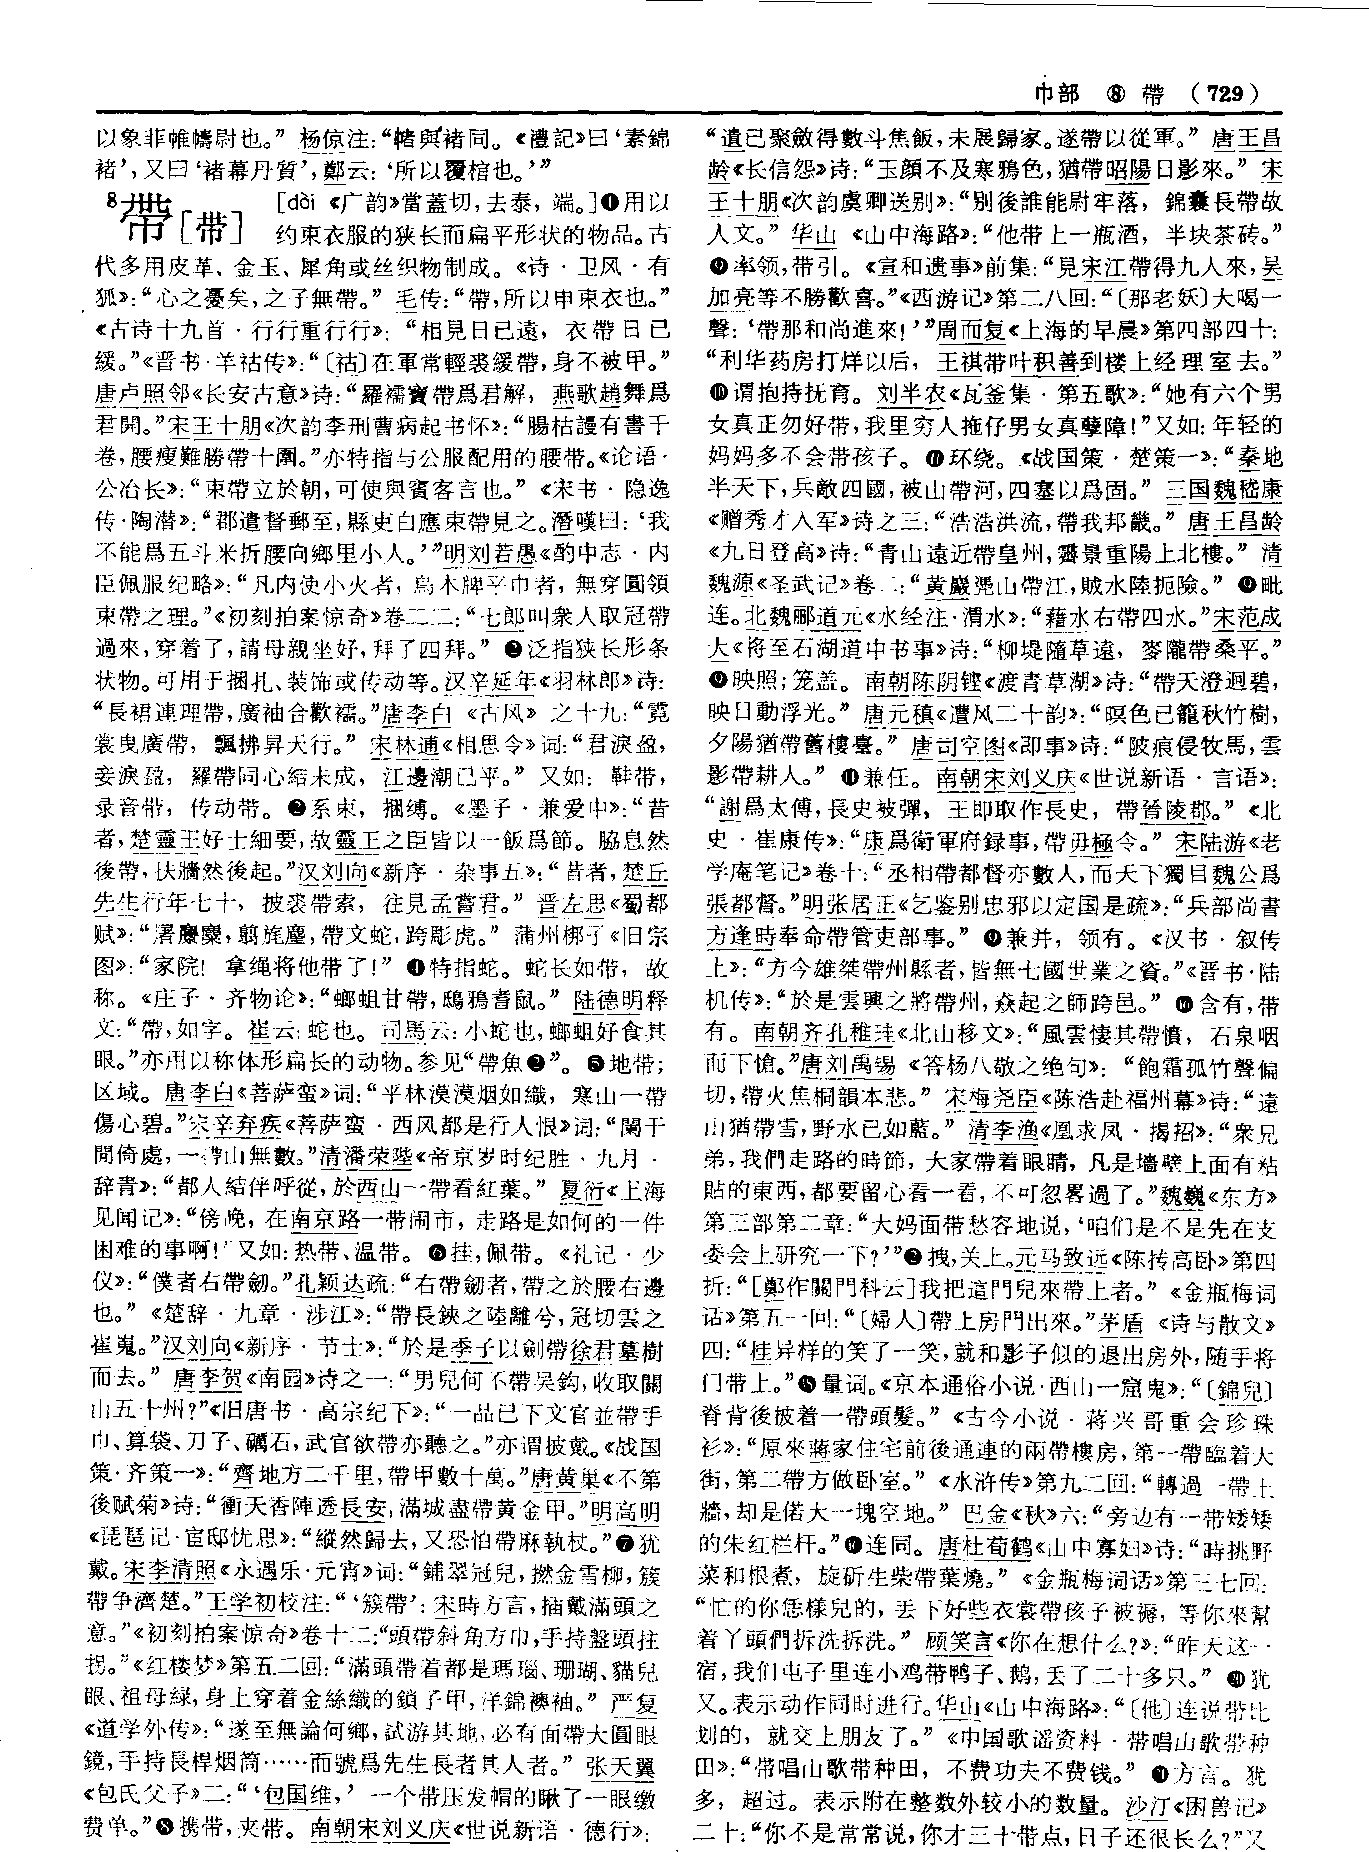 巾部 ⑧ 帶 (729)
以象菲帷幬尉也。”杨倞注：“幮與褚同。《禮記》曰‘素錦
褚’，又曰‘褚幕丹質’，鄭云：‘所以覆棺也。’”
8帶[带] [dài《广韵》當蓋切，去泰，端。]❶用以
约束衣服的狭长而扁平形状的物品。古
代多用皮革、金玉、犀角或丝织物制成。《诗·卫风·有
狐》：“心之憂矣，之子無帶。”毛传：“帶，所以申束衣也。”
《古诗十九首·行行重行行》：“相見日已遠，衣帶日已
緩。”《晋书·羊祜传》：“〔祜〕在軍常輕裘緩帶，身不被甲。”
唐卢照邻《长安古意》诗：“羅襦寶帶爲君解，燕歌趙舞爲
君開。”宋王十朋《次韵李刑曹病起书怀》：“腸枯謾有書千
卷，腰瘦難勝帶十圍。”亦特指与公服配用的腰带。《论语·
公冶长》：“束帶立於朝，可使與賓客言也。”《宋书·隐逸
传·陶潜》：“郡遣督郵至，縣吏白應束帶見之。潛嘆曰：‘我
不能爲五斗米折腰向鄉里小人。’”明刘若愚《酌中志·内
臣佩服纪略》：“凡内使小火者，烏木牌平巾者，無穿圓領
束帶之理。”《初刻拍案惊奇》卷二二：“七郎叫衆人取冠帶
過來，穿着了，請母親坐好，拜了四拜。”❷泛指狭长形条
状物。可用于捆扎、装饰或传动等。汉辛延年《羽林郎》诗：
“長裾連理帶，廣袖合歡襦。”唐李白《古风》之十九：“霓
裳曳廣帶，飄拂昇天行。”宋林逋《相思令》词：“君淚盈，
妾淚盈，羅帶同心結未成，江邊潮已平。”又如：鞋带，
录音带，传动带。❸系束，捆缚。《墨子·兼爱中》：“昔
者，楚靈王好士細要，故靈王之臣皆以一飯爲節。脇息然
後帶，扶牆然後起。”汉刘向《新序·杂事五》：“昔者，楚丘
先生行年七十，披裘帶索，往見孟嘗君。”晋左思《蜀都
赋》：“屠麖麋，翦旄麈，帶文蛇，跨彫虎。”蒲州梆子《旧宗
图》：“家院！拿绳将他带了！”❹特指蛇。蛇长如带，故
称。《庄子·齐物论》：“螂蛆甘帶，鴟鴉耆鼠。”陆德明释
文：“帶，如字。崔云：蛇也。司馬云：小蛇也，螂蛆好食其
眼。”亦用以称体形扁长的动物。参见“帶魚❷”。❺地带；
区域。唐李白《菩萨蛮》词：“平林漠漠烟如織，寒山一帶
傷心碧。”宋辛弃疾《菩萨蛮·西风都是行人恨》词：“闌干
閒倚處，一帶山無數。”清潘荣陛《帝京岁时纪胜·九月·
辞青》：“都人結伴呼從，於西山一帶看紅葉。”夏衍《上海
见闻记》：“傍晚，在南京路一带闹市，走路是如何的一件
困难的事啊！”又如：热带、温带。❻挂，佩带。《礼记·少
仪》：“僕者右帶劒。”孔颖达疏：“右帶劒者，帶之於腰右邊
也。”《楚辞·九章·涉江》：“帶長鋏之陸離兮，冠切雲之
崔嵬。”汉刘向《新序·节士》：“於是季子以劍帶徐君墓樹
而去。”唐李贺《南园》诗之一：“男兒何不帶吴鈎，收取關
山五十州？”《旧唐书·高宗纪下》：“一品已下文官並帶手
巾、算袋、刀子、礪石，武官欲帶亦聽之。”亦谓披戴。《战国
策·齐策一》：“齊地方二千里，帶甲數十萬。”唐黄巢《不第
後赋菊》诗：“衝天香陣透長安，滿城盡帶黄金甲。”明高明
《琵琶记·宦邸忧思》：“縱然歸去，又恐怕帶麻執杖。”❼犹
戴。宋李清照《永遇乐·元宵》词：“鋪翠冠兒，撚金雪柳，簇
帶争濟楚。”王学初校注：“‘簇帶’：宋時方言，插戴滿頭之
意。”《初刻拍案惊奇》卷十二：“頭帶斜角方巾，手持盤頭拄
拐。”《红楼梦》第五二回：“滿頭帶着都是瑪瑙、珊瑚、貓兒
眼、祖母緑，身上穿着金絲織的鎖子甲，洋錦襖袖。”严复
《道学外传》：“遂至無論何鄉，試游其地，必有面帶大圓眼
鏡，手持長桿烟筒……而號爲先生長者其人者。”张天翼
《包氏父子》二：“‘包国维，’一个带压发帽的瞅了一眼缴
费单。”❽携带，夹带。南朝宋刘义庆《世说新语·德行》：
“遺已聚斂得數斗焦飯，未展歸家。遂帶以從軍。”唐王昌
龄《长信怨》诗：“玉顔不及寒鴉色，猶帶昭陽日影來。”宋
王十朋《次韵虞卿送别》：“别後誰能尉牢落，錦囊長帶故
人文。”华山《山中海路》：“他带上一瓶酒，半块茶砖。”
❾率领，带引。《宣和遗事》前集：“見宋江帶得九人來，吴
加亮等不勝歡喜。”《西游记》第二八回：“〔那老妖〕大喝一
聲：‘帶那和尚進來！’”周而复《上海的早晨》第四部四十：
“利华药房打烊以后，王祺带叶积善到楼上经理室去。”
❿谓抱持抚育。刘半农《瓦釜集·第五歌》：“她有六个男
女真正勿好带，我里穷人拖仔男女真孽障！”又如：年轻的
妈妈多不会带孩子。⓫环绕。《战国策·楚策一》：“秦地
半天下，兵敵四國，被山帶河，四塞以爲固。”三国魏嵇康
《赠秀才入军》诗之三：“浩浩洪流，帶我邦畿。”唐王昌龄
《九日登高》诗：“青山遠近帶皇州，霽景重陽上北樓。”清
魏源《圣武记》卷二：“黄巖凭山帶江，賊水陸扼險。”⓬毗
连。北魏郦道元《水经注·渭水》：“藉水右帶四水。”宋范成
大《将至石湖道中书事》诗：“柳堤隨草遠，麥隴帶桑平。”
⓭映照；笼盖。南朝陈阴铿《渡青草湖》诗：“帶天澄迥碧，
映日動浮光。”唐元稹《遭风二十韵》：“暝色已籠秋竹樹，
夕陽猶帶舊樓臺。”唐司空图《即事》诗：“陂痕侵牧馬，雲
影帶耕人。”⓮兼任。南朝宋刘义庆《世说新语·言语》：
“謝爲太傅，長史被彈，王即取作長史，帶晉陵郡。”《北
史·崔康传》：“康爲衛軍府録事，帶毋極令。”宋陆游《老
学庵笔记》卷十：“丞相帶都督亦數人，而天下獨目魏公爲
張都督。”明张居正《乞鉴别忠邪以定国是疏》：“兵部尚書
方逢時奉命帶管吏部事。”⓯兼并，领有。《汉书·叙传
上》：“方今雄桀帶州縣者，皆無七國世業之資。”《晋书·陆
机传》：“於是雲興之將帶州，猋起之師跨邑。”⓰含有，带
有。南朝齐孔稚珪《北山移文》：“風雲悽其帶憤，石泉咽
而下愴。”唐刘禹锡《答杨八敬之绝句》：“飽霜孤竹聲偏
切，帶火焦桐韻本悲。”宋梅尧臣《陈浩赴福州幕》诗：“遠
山猶帶雪，野水已如藍。”清李渔《凰求凤·揭招》：“衆兄
弟，我們走路的時節，大家帶着眼睛，凡是墻壁上面有粘
貼的東西，都要留心看一看，不可忽畧過了。”魏巍《东方》
第三部第二章：“大妈面带愁容地说，‘咱们是不是先在支
委会上研究一下？’”⓱拽，关上。元马致远《陈抟高卧》第四
折：“〔鄭作關門科云〕我把這門兒來帶上者。”《金瓶梅词
话》第五一回：“〔婦人〕帶上房門出來。”茅盾《诗与散文》
四：“桂异样的笑了一笑，就和影子似的退出房外，随手将
门带上。”⓲量词。《京本通俗小说·西山一窟鬼》：“〔錦兒〕
脊背後披着一帶頭髮。”《古今小说·蒋兴哥重会珍珠
衫》：“原來蔣家住宅前後通連的兩帶樓房，第一帶臨着大
街，第二帶方做卧室。”《水浒传》第九二回：“轉過一帶土
牆，却是偌大一塊空地。”巴金《秋》六：“旁边有一带矮矮
的朱红栏杆。”⓳连同。唐杜荀鹤《山中寡妇》诗：“時挑野
菜和根煮，旋斫生柴帶葉燒。”《金瓶梅词话》第三七回：
“忙的你恁樣兒的，丢下好些衣裳帶孩子被褥，等你來幫
着丫頭們拆洗拆洗。”顾笑言《你在想什么？》：“昨天这一
宿，我们屯子里连小鸡带鸭子、鹅，丢了二十多只。”⓴犹
又。表示动作同时进行。华山《山中海路》：“〔他〕连说带比
划的，就交上朋友了。”《中国歌谣资料·带唱山歌带种
田》：“带唱山歌带种田，不费功夫不费钱。”㉑方言。犹
多，超过。表示附在整数外较小的数量。沙汀《困兽记》
二十：“你不是常常说，你才三十带点，日子还很长么？”又